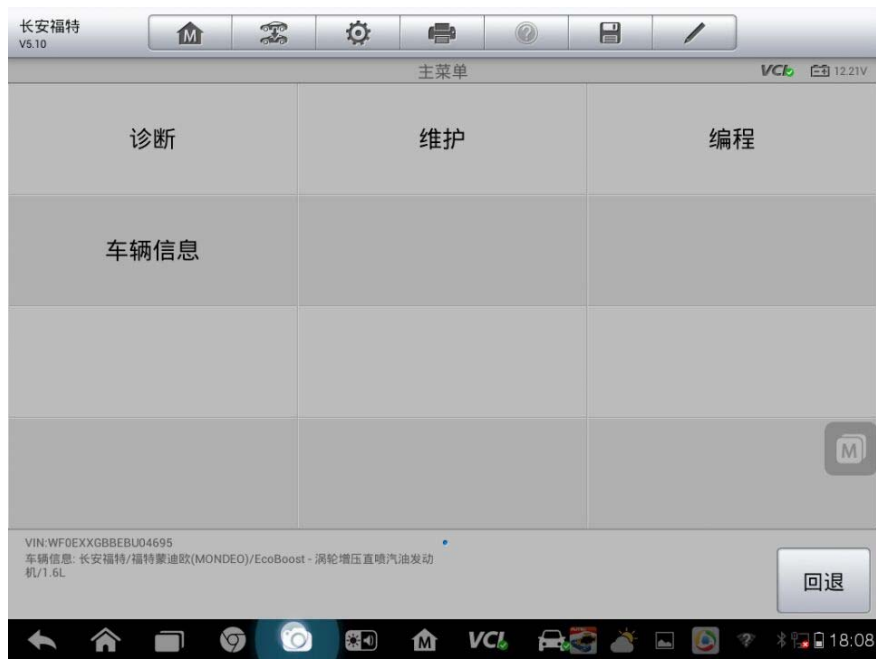 长安福特
V5.10
M
主菜单
VCI
12.21V
诊断
维护
编程
车辆信息
M
VIN:WF0EXXGBBEBU04695
车辆信息: 长安福特/福特蒙迪欧(MONDEO)/EcoBoost - 涡轮增压直喷汽油发动
机/1.6L
回退
M
VCI
18:08